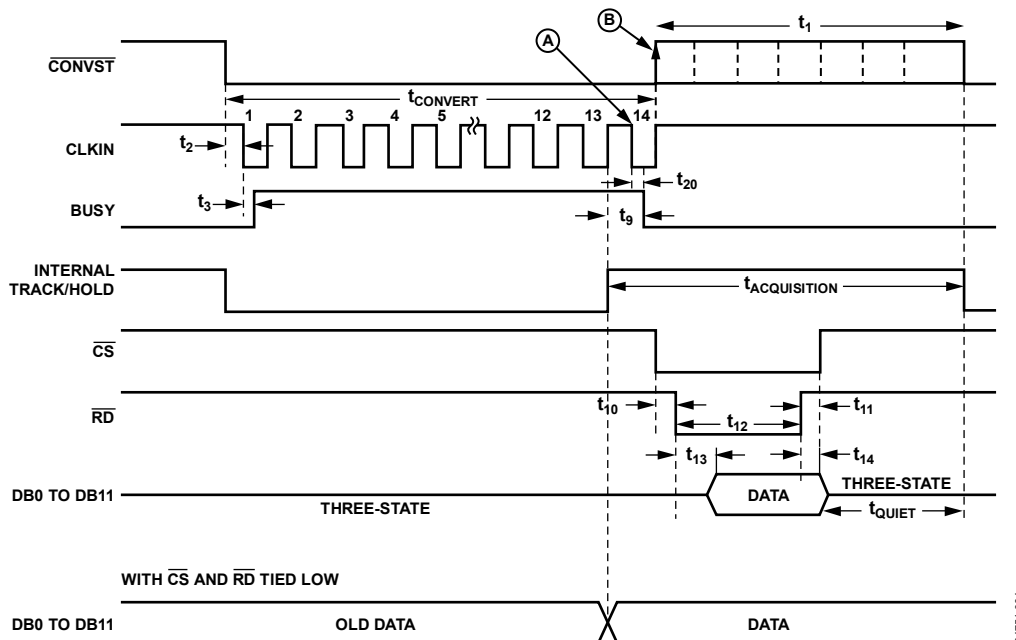 B
t1
A
CONVST
tCONVERT
1 2 3 4 5 12 13 14
t2
CLKIN
t20
t3
BUSY
t9
INTERNAL
TRACK/HOLD
tACQUISITION
CS
t10
t11
RD
t12
t13
t14
DB0 TO DB11
THREE-STATE
DATA
THREE-STATE
tQUIET
WITH CS AND RD TIED LOW
DB0 TO DB11
OLD DATA
DATA